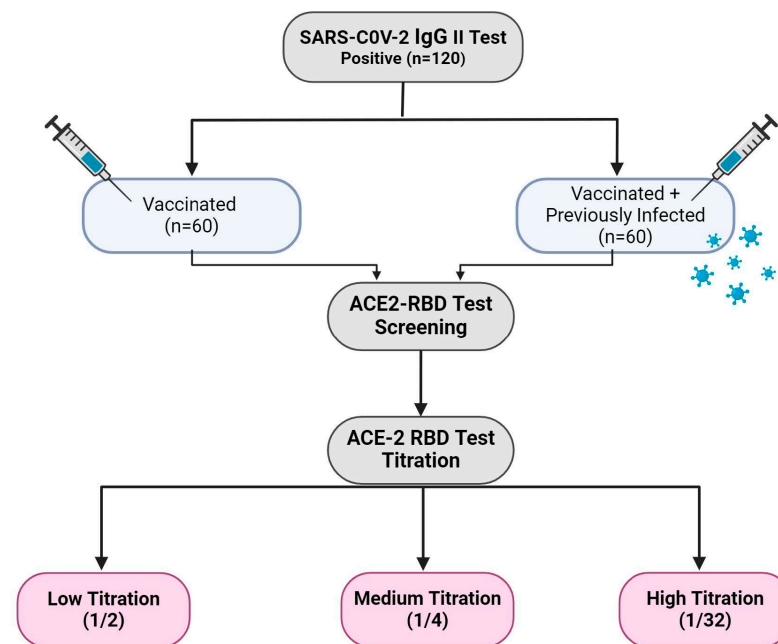 SARS-C0V-2 IgG II Test
Positive (n=120)
Vaccinated
(n=60)
Vaccinated +
Previously Infected
(n=60)
ACE2-RBD Test
Screening
ACE-2 RBD Test
Titration
Low Titration
(1/2)
Medium Titration
(1/4)
High Titration
(1/32)